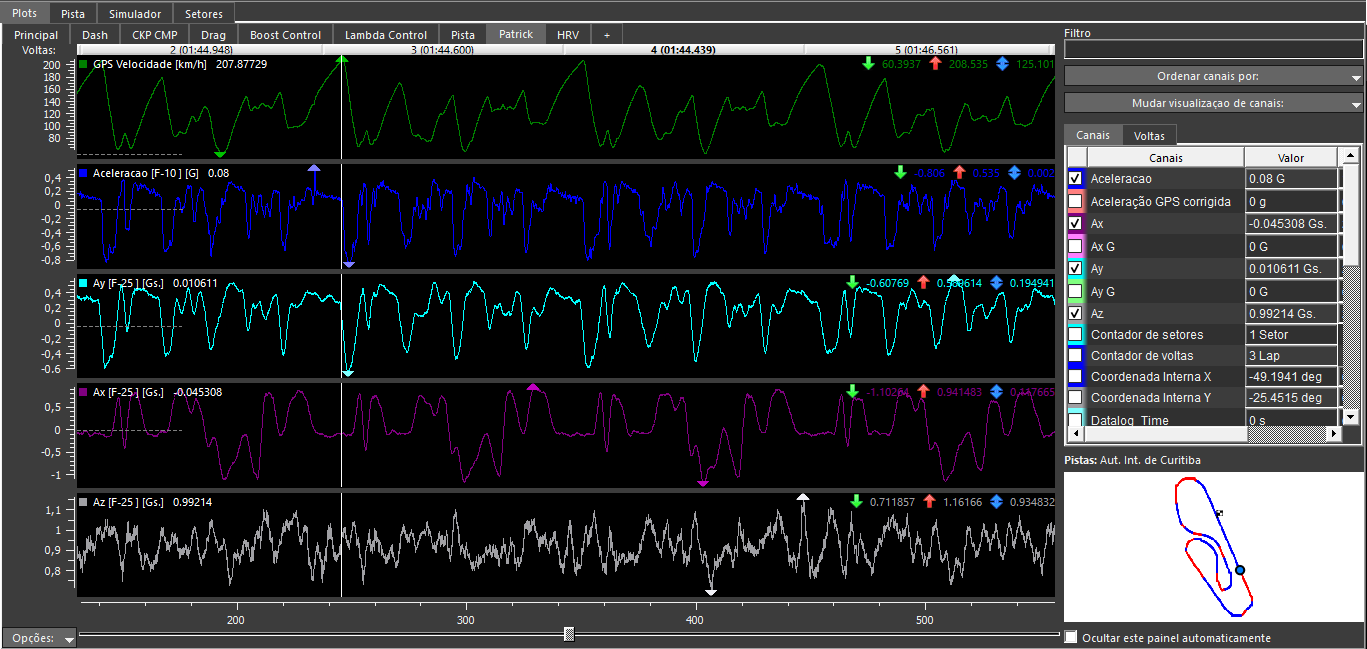 Plots Pista Simulador Setores
Principal Dash CKP CMP Drag Boost Control Lambda Control Pista Patrick HRV +
Voltas: 2 (01:44.948) 3 (01:44.600) 4 (01:44.439) 5 (01:46.561)
GPS Velocidade [km/h] 207.87729 60.3937 208.535 125.101
200
180
160
140
120
100
80
Aceleracao [F-10 ] [G] 0.08 -0.806 0.535 0.002
0,4
0,2
0
-0,2
-0,4
-0,6
-0,8
Ay [F-25 ] [Gs.] 0.010611 -0.60769 0.194941
0,4
0,2
0
-0,2
-0,4
-0.6
Ax [F-25 ] [Gs.] -0.045308 0.941483 0.117665
0,5
0
-0,5
-1
Az [F-25 ] [Gs.] 0.99214 0.711857 1.16166 0.934832
1,1
1
0,9
0,8
200 300 400 500
Opções:
Filtro
Ordenar canais por:
Mudar visualizaçao de canais:
Canais Voltas
Canais Valor
Aceleracao 0.08 G
Aceleração GPS corrigida 0 g
Ax -0.045308 Gs.
Ax G 0 G
Ay 0.010611 Gs.
Ay G 0 G
Az 0.99214 Gs.
Contador de setores 1 Setor
Contador de voltas 3 Lap
Coordenada Interna X -49.1941 deg
Coordenada Interna Y -25.4515 deg
Datalog_Time 0 s
Pistas: Aut. Int. de Curitiba
Ocultar este painel automaticamente